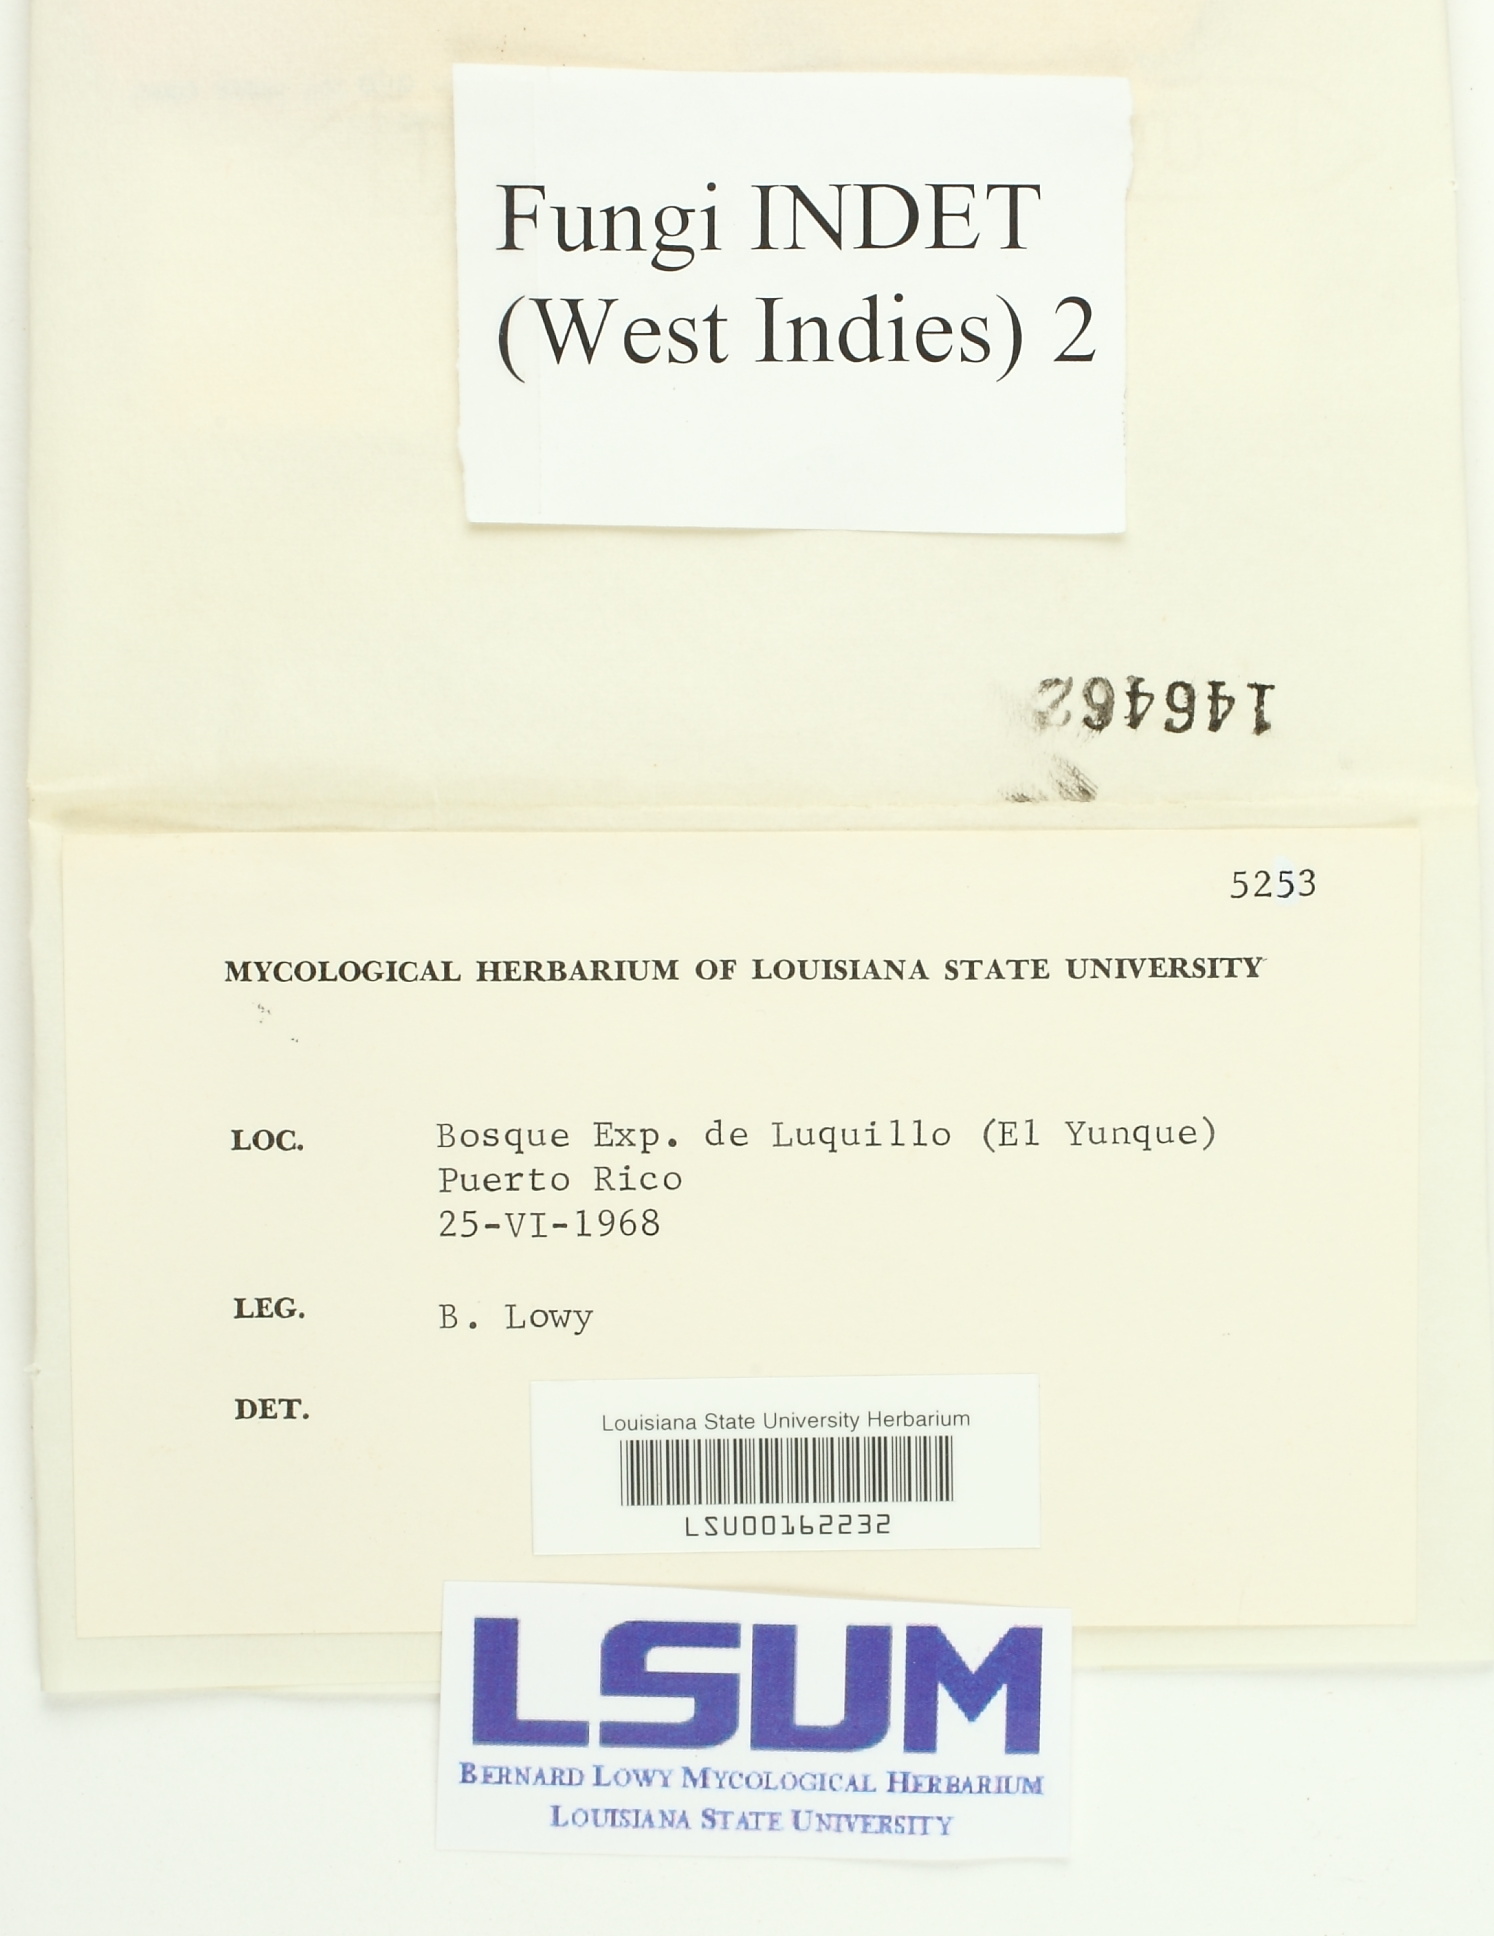 Fungi INDET
(West Indies) 2
146462
5253
MYCOLOGICAL HERBARIUM OF LOUISIANA STATE UNIVERSITY
LOC. Bosque Exp. de Luquillo (El Yunque)
Puerto Rico
25-VI-1968
LEG. B. Lowy
DET.
Louisiana State University Herbarium
LSU00162232
LSUM
BERNARD LOWY MYCOLOGICAL HERBARIUM
LOUISIANA STATE UNIVERSITY